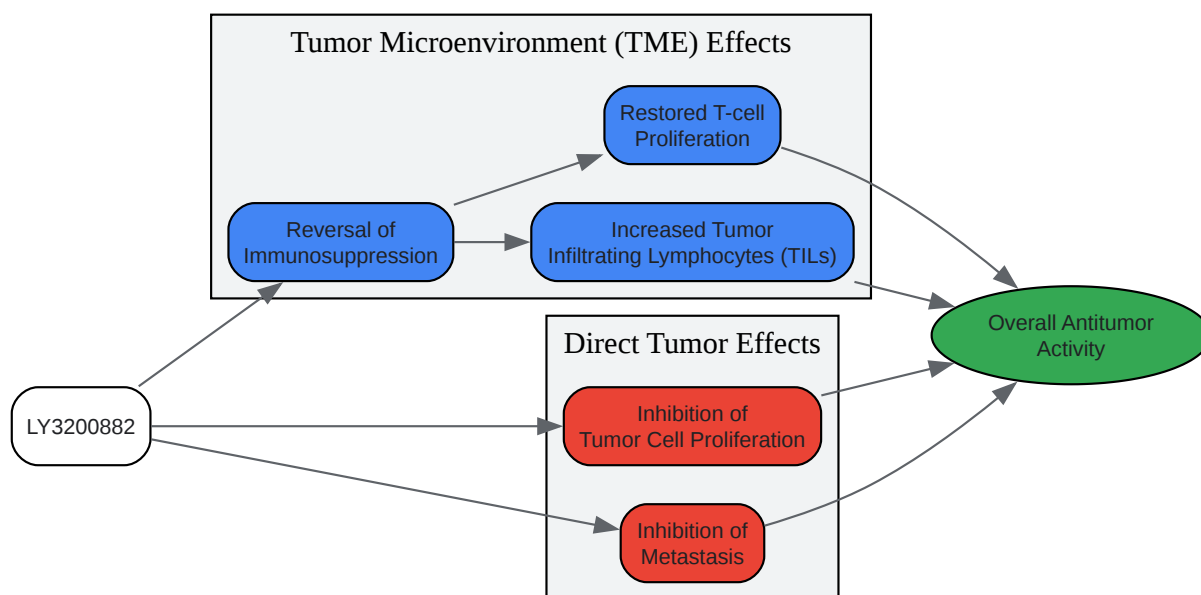 Tumor Microenvironment (TME) Effects
Restored T-cell
Proliferation
Reversal of
Immunosuppression
Increased Tumor
Infiltrating Lymphocytes (TILs)
Overall Antitumor
Activity
Direct Tumor Effects
LY3200882
Inhibition of
Tumor Cell Proliferation
Inhibition of
Metastasis